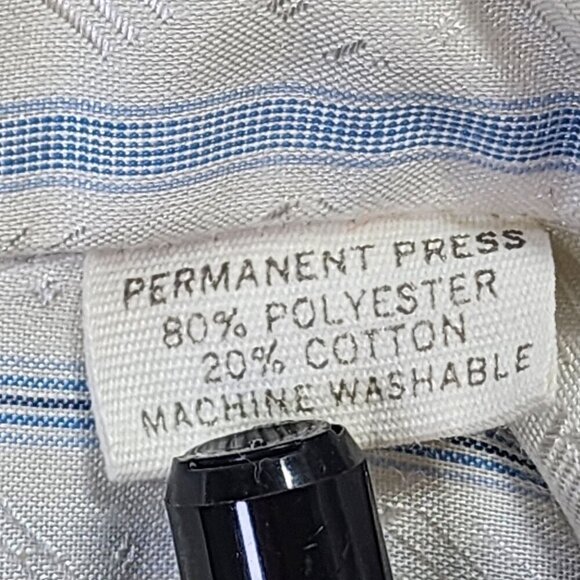 PERMANENT PRESS
80% POLYESTER
20% COTTON
MACHINE WASHABLE